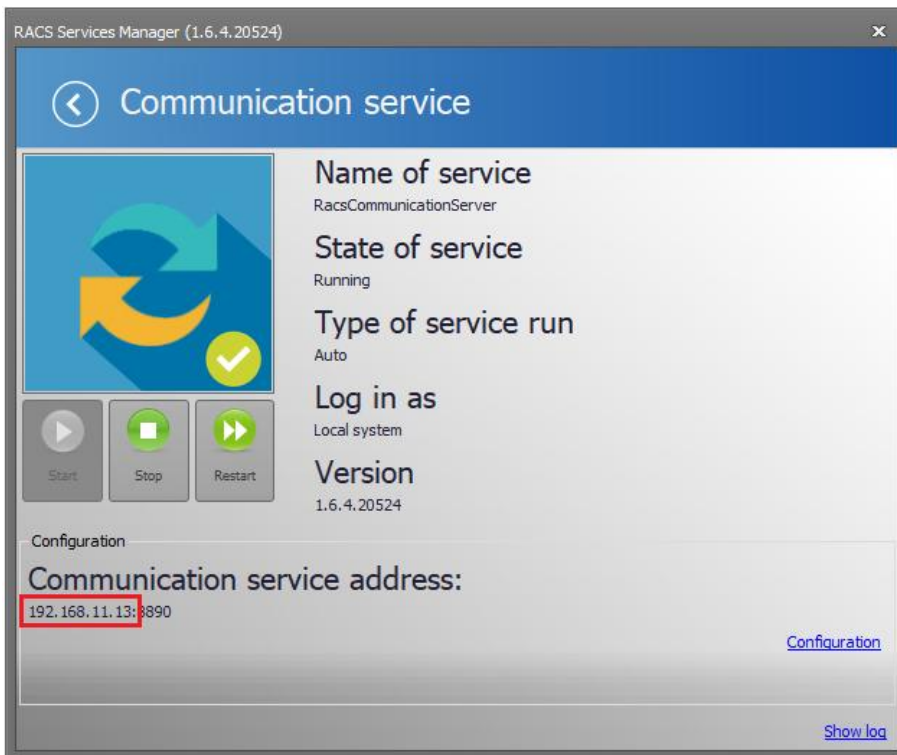 RACS Services Manager (1.6.4.20524)
Communication service
Name of service
RacsCommunicationServer
State of service
Running
Type of service run
Auto
Log in as
Local system
Version
1.6.4.20524
Start
Stop
Restart
Configuration
Communication service address:
192.168.11.13:8890
Configuration
Show log